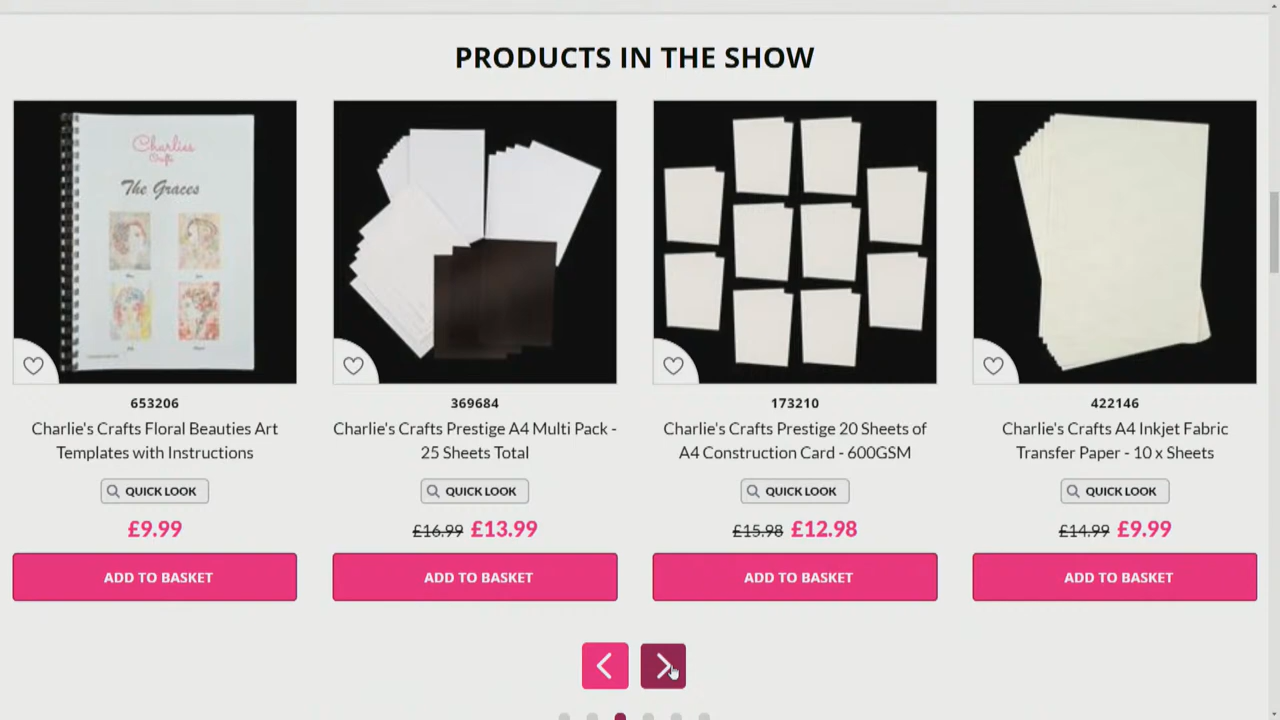 PRODUCTS IN THE SHOW
Charlies
Crafts
The Graces
653206
Charlie's Crafts Floral Beauties Art
Templates with Instructions
QUICK LOOK
£9.99
ADD TO BASKET
369684
Charlie's Crafts Prestige A4 Multi Pack -
25 Sheets Total
QUICK LOOK
£16.99 £13.99
ADD TO BASKET
173210
Charlie's Crafts Prestige 20 Sheets of
A4 Construction Card - 600GSM
QUICK LOOK
£15.98 £12.98
ADD TO BASKET
422146
Charlie's Crafts A4 Inkjet Fabric
Transfer Paper - 10 x Sheets
QUICK LOOK
£14.99 £9.99
ADD TO BASKET